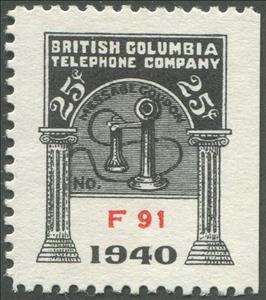 BRITISH COLUMBIA
TELEPHONE COMPANY
25¢ 25¢
MESSAGE COUPON
NO.
F 91
1940